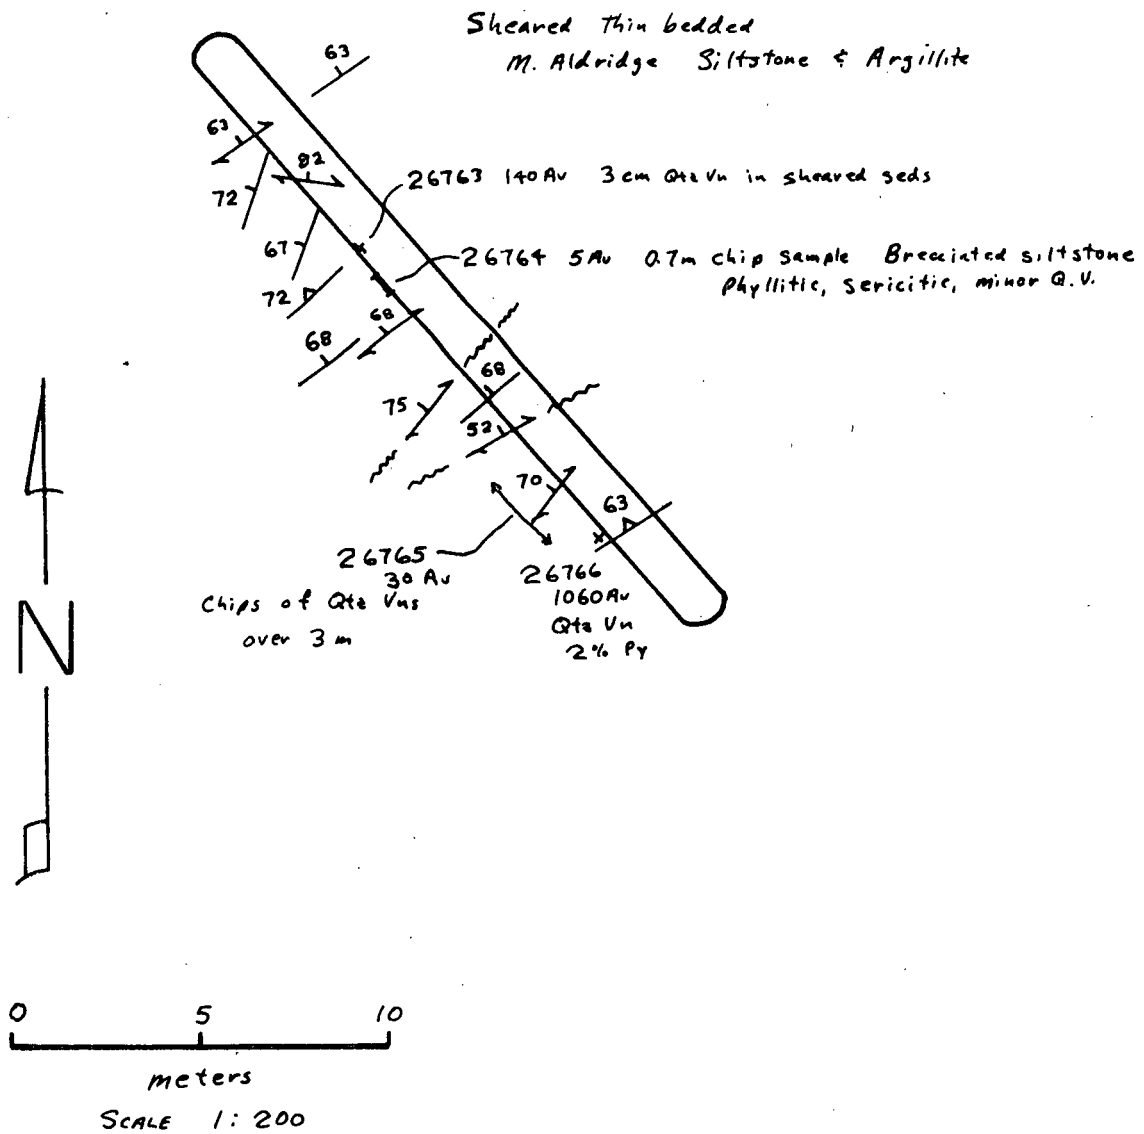 Sheared Thin bedded
M. Aldridge Siltstone & Argillite
63
63
82
72
26763 140 Au 3 cm Qtz Vn in sheared seds
67
26764 5 Au 0.7m chip sample Brecciated siltstone
Phyllitic, sericitic, minor Q.V.
72
68
68
68
75
52
70
63
26765
30 Au
Chips of Qtz Vns
over 3 m
26766
1060 Au
Qtz Vn
2% Py
N
0 5 10
meters
SCALE 1:200